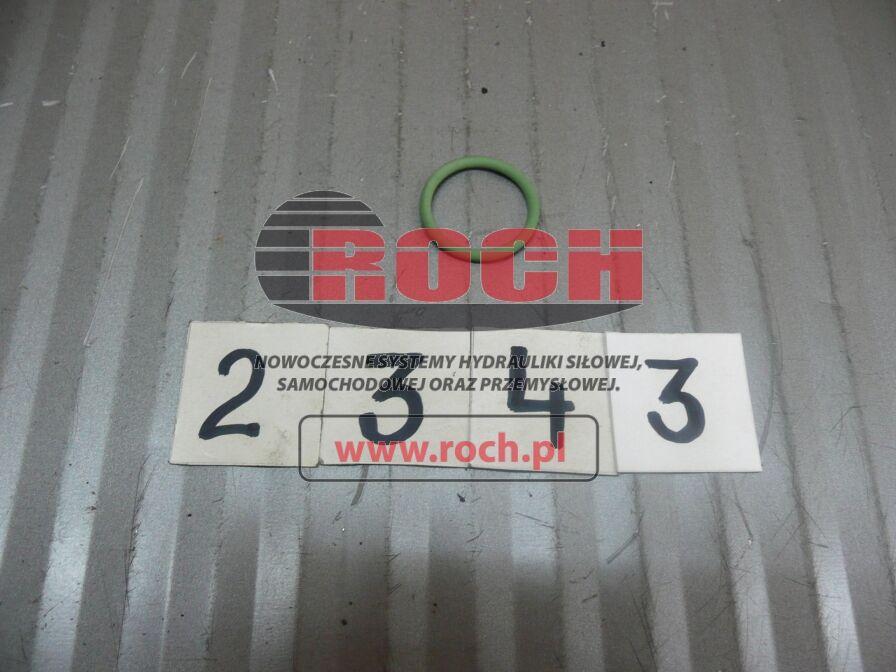 ROCH
NOWOCZESNE SYSTEMY HYDRAULIKI SIŁOWEJ,
SAMOCHODOWEJ ORAZ PRZEMYSŁOWEJ.
2 3 4 3
www.roch.pl